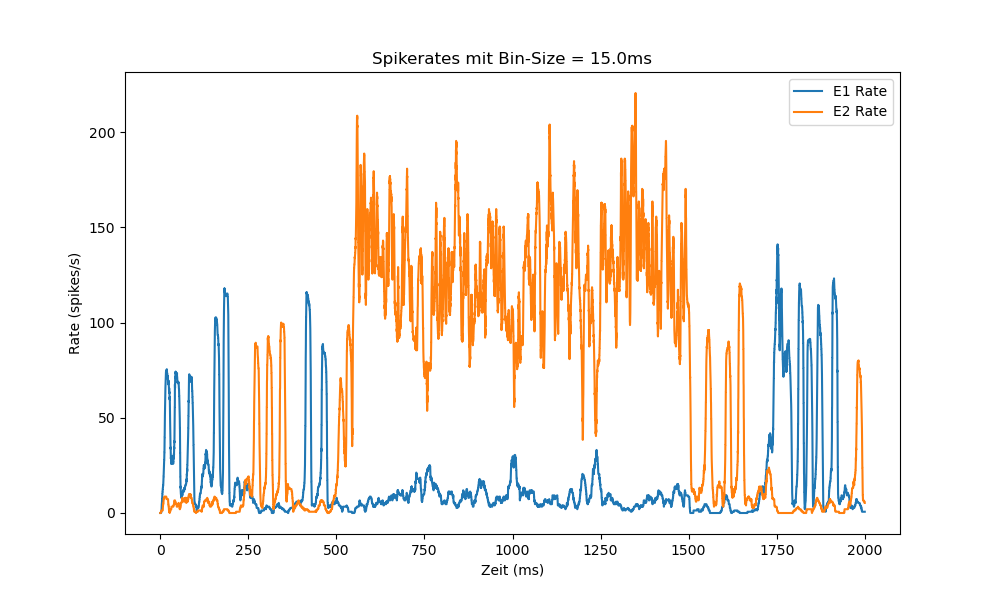 Spikerates mit Bin-Size = 15.0ms
E1 Rate
E2 Rate
Rate (spikes/s)
200
150
100
50
0
0 250 500 750 1000 1250 1500 1750 2000
Zeit (ms)